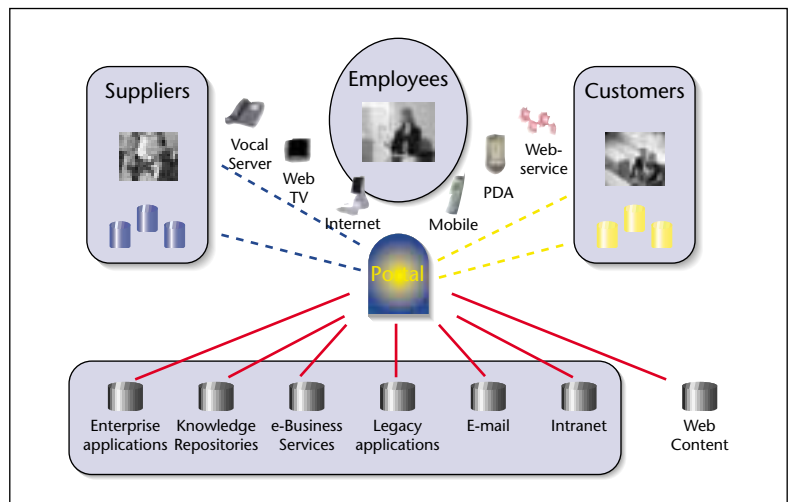 Suppliers
Employees
Customers
Vocal
Server
Web
TV
Internet
Mobile
PDA
Web-
service
Portal
Enterprise
applications
Knowledge
Repositories
e-Business
Services
Legacy
applications
E-mail
Intranet
Web
Content